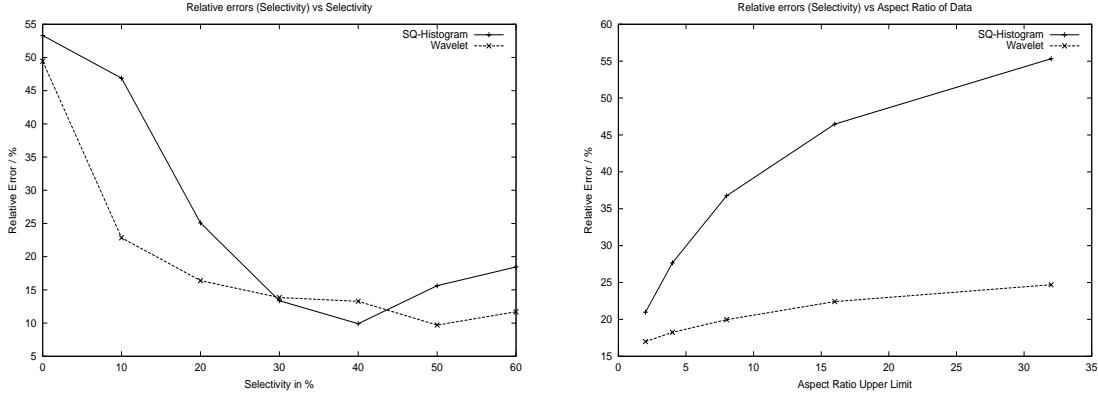 Relative errors (Selectivity) vs Selectivity
SQ-Histogram
Wavelet
Relative Error / %
55
50
45
40
35
30
25
20
15
10
5
0 10 20 30 40 50 60
Selectivity in %
Relative errors (Selectivity) vs Aspect Ratio of Data
SQ-Histogram
Wavelet
Relative Error / %
60
55
50
45
40
35
30
25
20
15
0 5 10 15 20 25 30 35
Aspect Ratio Upper Limit